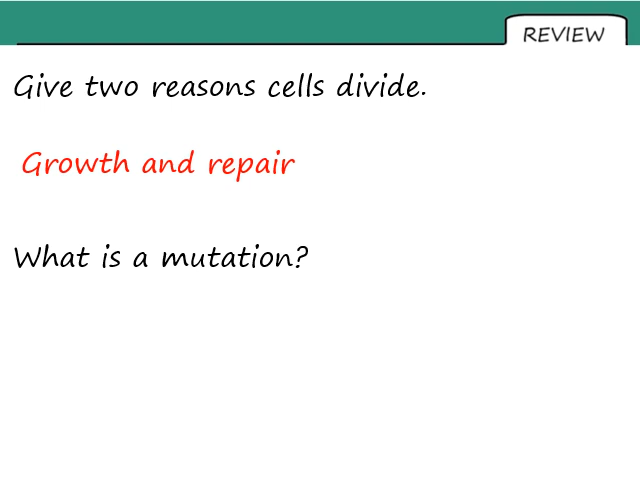 REVIEW
Give two reasons cells divide.
Growth and repair
What is a mutation?